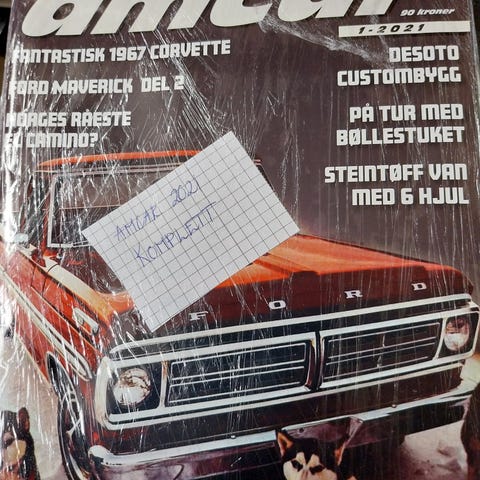 amcar
90 kroner
1-2021
FANTASTISK 1967 CORVETTE
FORD MAVERICK DEL 2
NORGES RÅESTE
EL CAMINO?
DESOTO
CUSTOMBYGG
PÅ TUR MED
BØLLESTUKET
STEINTØFF VAN
MED 6 HJUL
AMCAR 2021
KOMPLETT
FORD